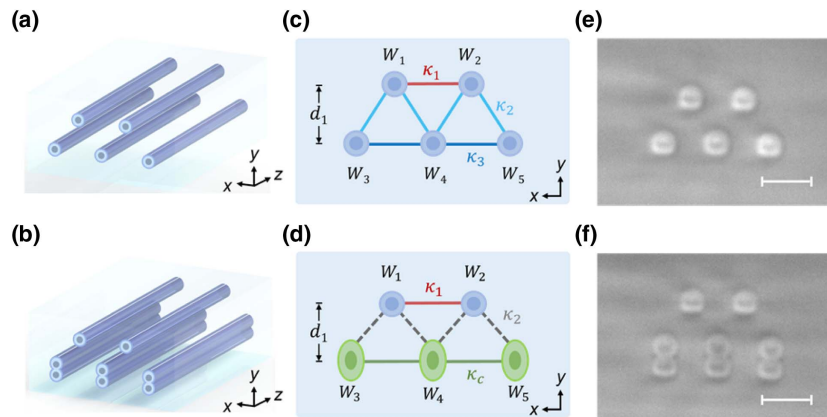 (a)
x y z
(b)
x y z
(c)
W1 W2
κ1
d1
κ2
κ3
W3 W4 W5
x y
(d)
W1 W2
κ1
d1
κ2
κc
W3 W4 W5
x y
(e)
(f)